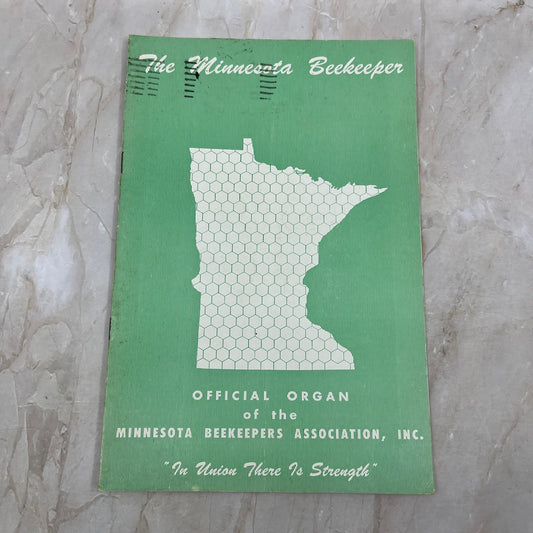 The Minnesota Beekeeper
OFFICIAL ORGAN
of the
MINNESOTA BEEKEEPERS ASSOCIATION, INC.
"In Union There Is Strength"